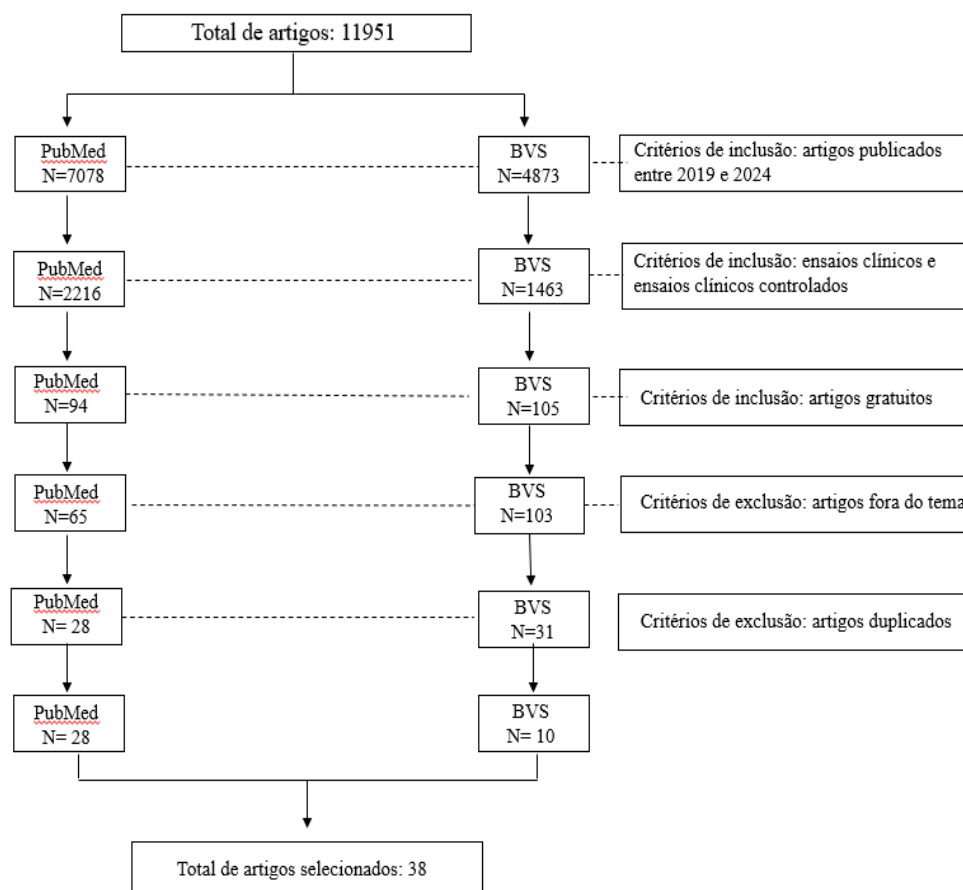 Total de artigos: 11951
PubMed
N=7078
BVS
N=4873
Critérios de inclusão: artigos publicados
entre 2019 e 2024
PubMed
N=2216
BVS
N=1463
Critérios de inclusão: ensaios clínicos e
ensaios clínicos controlados
PubMed
N=94
BVS
N=105
Critérios de inclusão: artigos gratuitos
PubMed
N=65
BVS
N=103
Critérios de exclusão: artigos fora do tema
PubMed
N= 28
BVS
N=31
Critérios de exclusão: artigos duplicados
PubMed
N= 28
BVS
N= 10
Total de artigos selecionados: 38